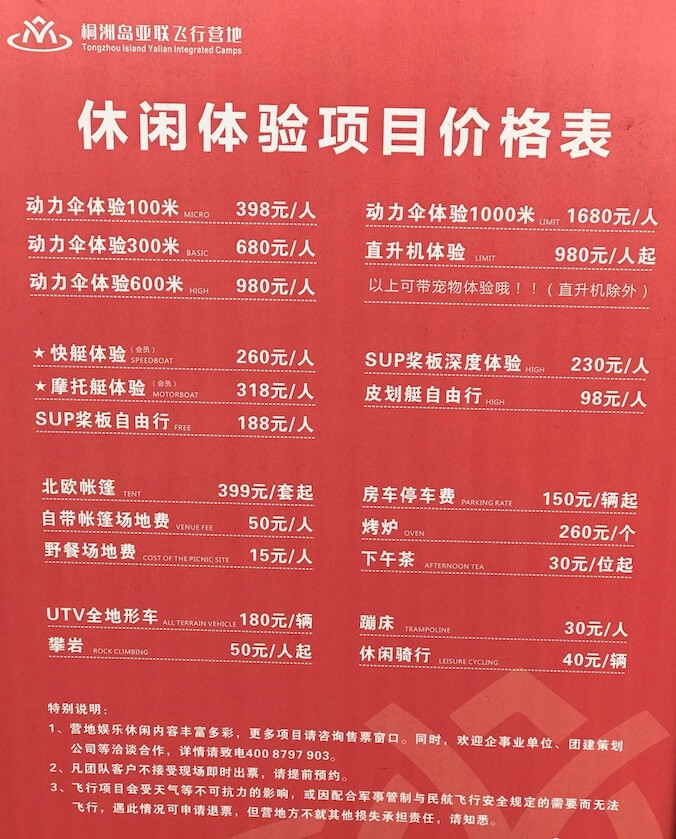 桐洲岛亚联飞行营地
Tongzhou Island Yalian Integrated Camps
休闲体验项目价格表
动力伞体验100米 MICRO 398元/人
动力伞体验300米 BASIC 680元/人
动力伞体验600米 HIGH 980元/人
动力伞体验1000米 LIMIT 1680元/人
直升机体验 LIMIT 980元/人起
以上可带宠物体验哦！！（直升机除外）
★快艇体验（会员）SPEEDBOAT 260元/人
★摩托艇体验（会员）MOTORBOAT 318元/人
SUP桨板自由行 FREE 188元/人
SUP桨板深度体验 HIGH 230元/人
皮划艇自由行 HIGH 98元/人
北欧帐篷 TENT 399元/套起
自带帐篷场地费 VENUE FEE 50元/人
野餐场地费 COST OF THE PICNIC SITE 15元/人
房车停车费 PARKING RATE 150元/辆起
烤炉 OVEN 260元/个
下午茶 AFTERNOON TEA 30元/位起
UTV全地形车 ALL TERRAIN VEHICLE 180元/辆
攀岩 ROCK CLIMBING 50元/人起
蹦床 TRAMPOLINE 30元/人
休闲骑行 LEISURE CYCLING 40元/辆
特别说明：
1、营地娱乐休闲内容丰富多彩，更多项目请咨询售票窗口。同时，欢迎企事业单位、团建策划
公司等洽谈合作，详情请致电400 8797 903。
2、凡团队客户不接受现场即时出票，请提前预约。
3、飞行项目会受天气等不可抗力的影响，或因配合军事管制与民航飞行安全规定的需要而无法
飞行，遇此情况可申请退票，但营地方不就其他损失承担责任，请知悉。